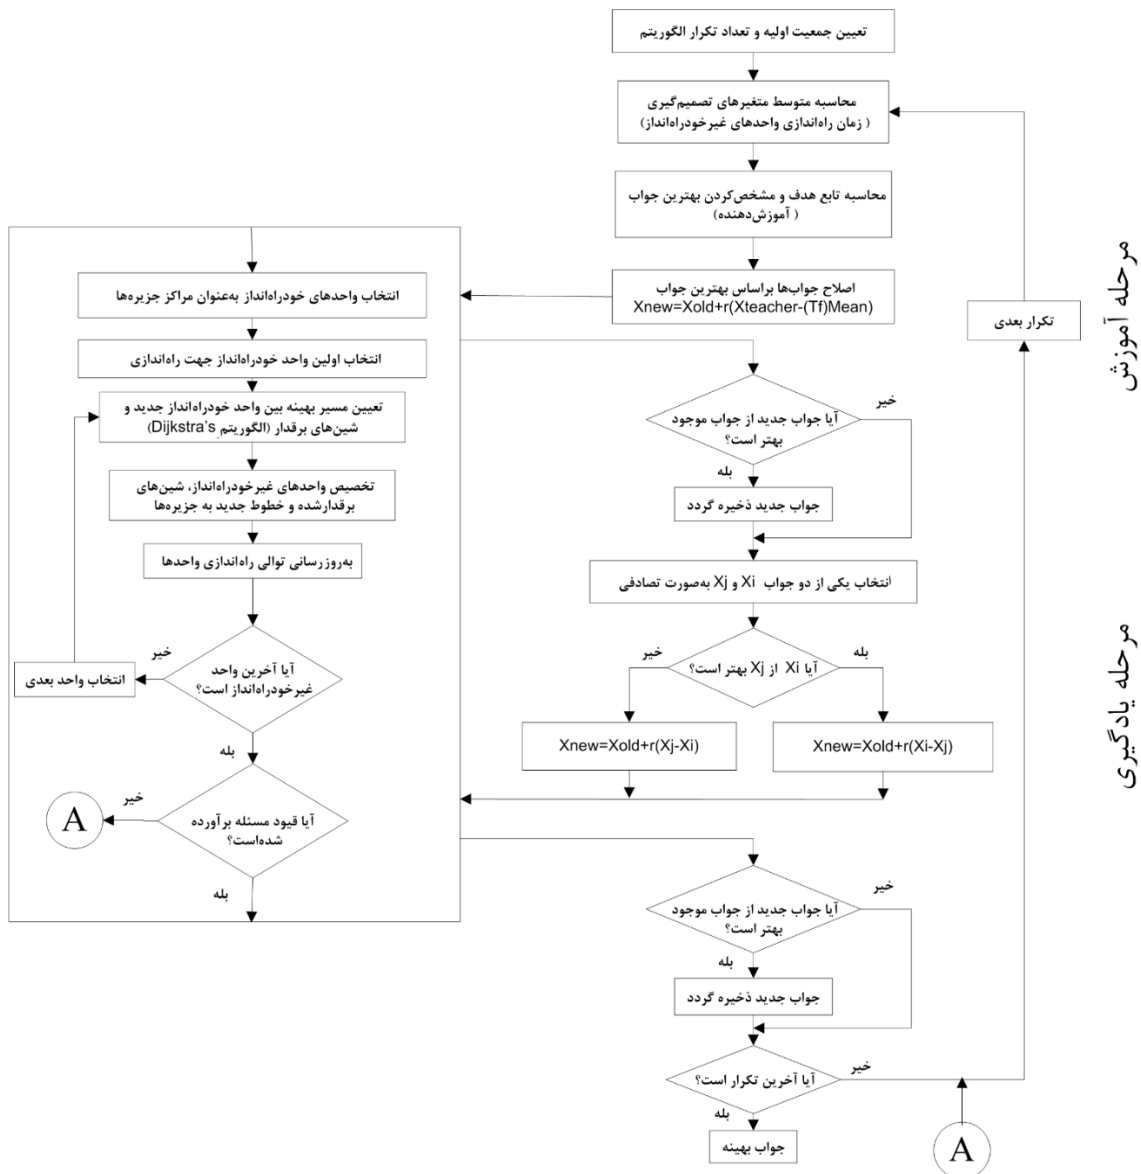 تعیین جمعیت اولیه و تعداد تکرار الگوریتم
محاسبه متوسط متغیرهای تصمیم‌گیری
( زمان راه‌اندازی واحدهای غیرخودراه‌انداز)
محاسبه تابع هدف و مشخص‌کردن بهترین جواب
( آموزش‌دهنده)
اصلاح جواب‌ها براساس بهترین جواب
Xnew=Xold+r(Xteacher-(Tf)Mean)
تکرار بعدی
مرحله آموزش
انتخاب واحدهای خودراه‌انداز به‌عنوان مراکز جزیره‌ها
انتخاب اولین واحد خودراه‌انداز جهت راه‌اندازی
تعیین مسیر بهینه بین واحد خودراه‌انداز جدید و
شین‌های برقدار (الگوریتم Dijkstra’s)
تخصیص واحدهای غیرخودراه‌انداز، شین‌های
برقدارشده و خطوط جدید به جزیره‌ها
به‌روزرسانی توالی راه‌اندازی واحدها
آیا آخرین واحد
غیرخودراه‌انداز است؟
خیر
انتخاب واحد بعدی
بله
آیا قیود مسئله برآورده
شده‌است؟
خیر
A
بله
آیا جواب جدید از جواب موجود
بهتر است؟
خیر
بله
جواب جدید ذخیره گردد
انتخاب یکی از دو جواب Xi و Xj به‌صورت تصادفی
آیا Xi از Xj بهتر است؟
بله
خیر
Xnew=Xold+r(Xi-Xj)
Xnew=Xold+r(Xj-Xi)
مرحله یادگیری
آیا جواب جدید از جواب موجود
بهتر است؟
خیر
بله
جواب جدید ذخیره گردد
آیا آخرین تکرار است؟
خیر
بله
جواب بهینه
A